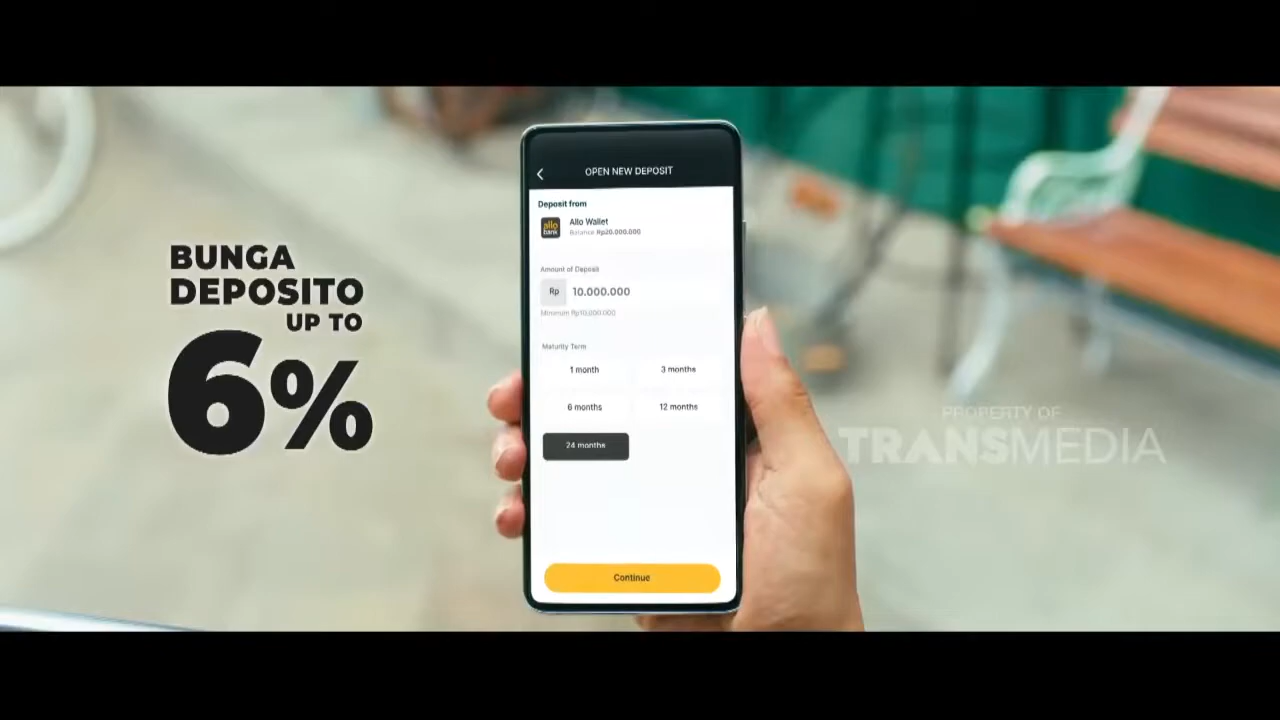 BUNGA
DEPOSITO
UP TO
6%
OPEN NEW DEPOSIT
Deposit from
allo
bank
Allo Wallet
Balance Rp20.000.000
Amount of Deposit
Rp 10.000.000
Minimum Rp10.000.000
Maturity Term
1 month
3 months
6 months
12 months
24 months
Continue
PROPERTY OF
TRANSMEDIA